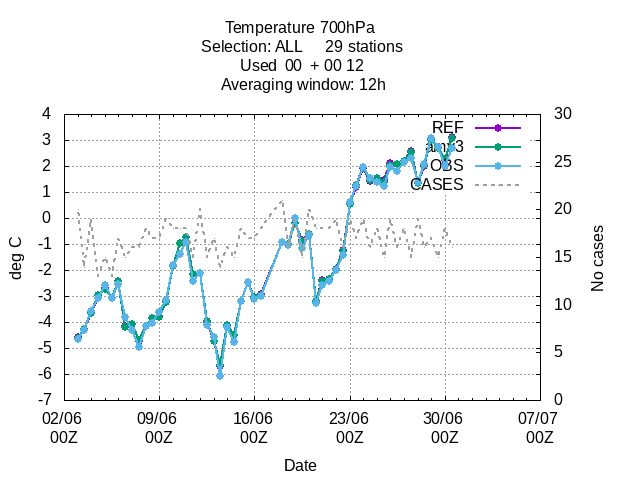 Temperature 700hPa
Selection: ALL 29 stations
Used 00 + 00 12
Averaging window: 12h
4
3
2
1
0
-1
-2
-3
-4
-5
-6
-7
deg C
30
25
20
15
10
5
0
No cases
REF
OBS
CASES
02/06 09/06 16/06 23/06 30/06 07/07
00Z 00Z 00Z 00Z 00Z 00Z
Date